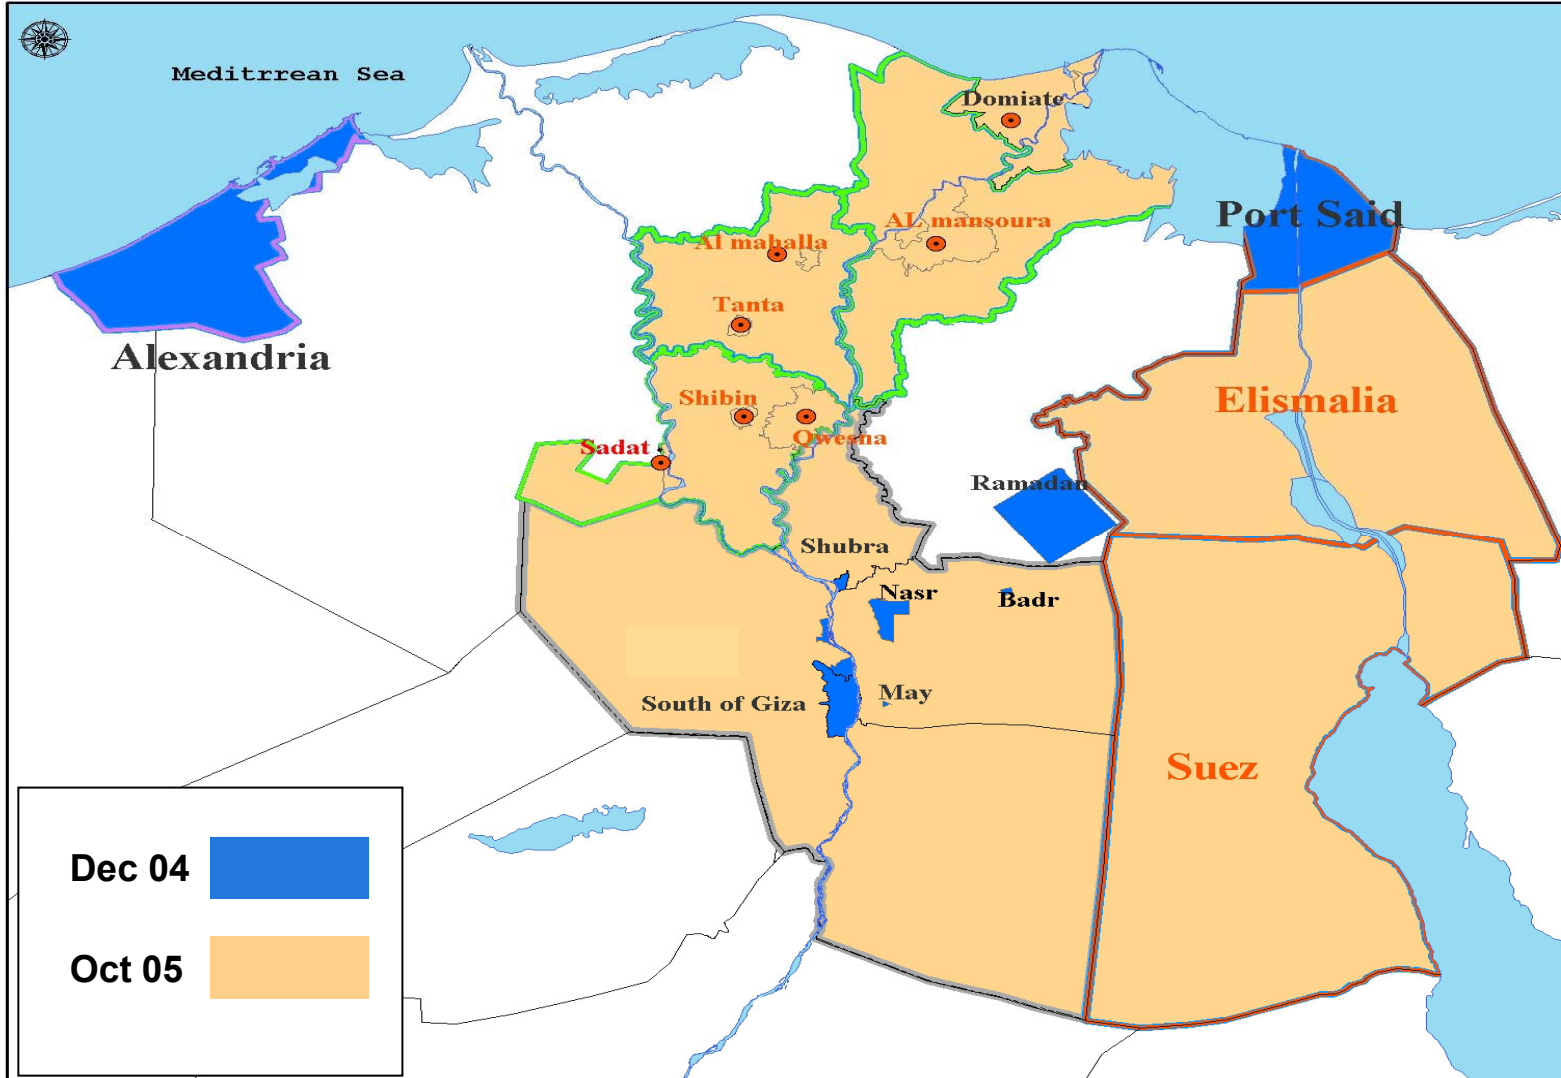 Meditrrean Sea
Domiate
Port Said
AL mansoura
Al mahalla
Tanta
Alexandria
Shibin
Elismalia
Qwesna
Sadat
Ramadan
Shubra
Nasr
Badr
South of Giza
May
Suez
Dec 04
Oct 05